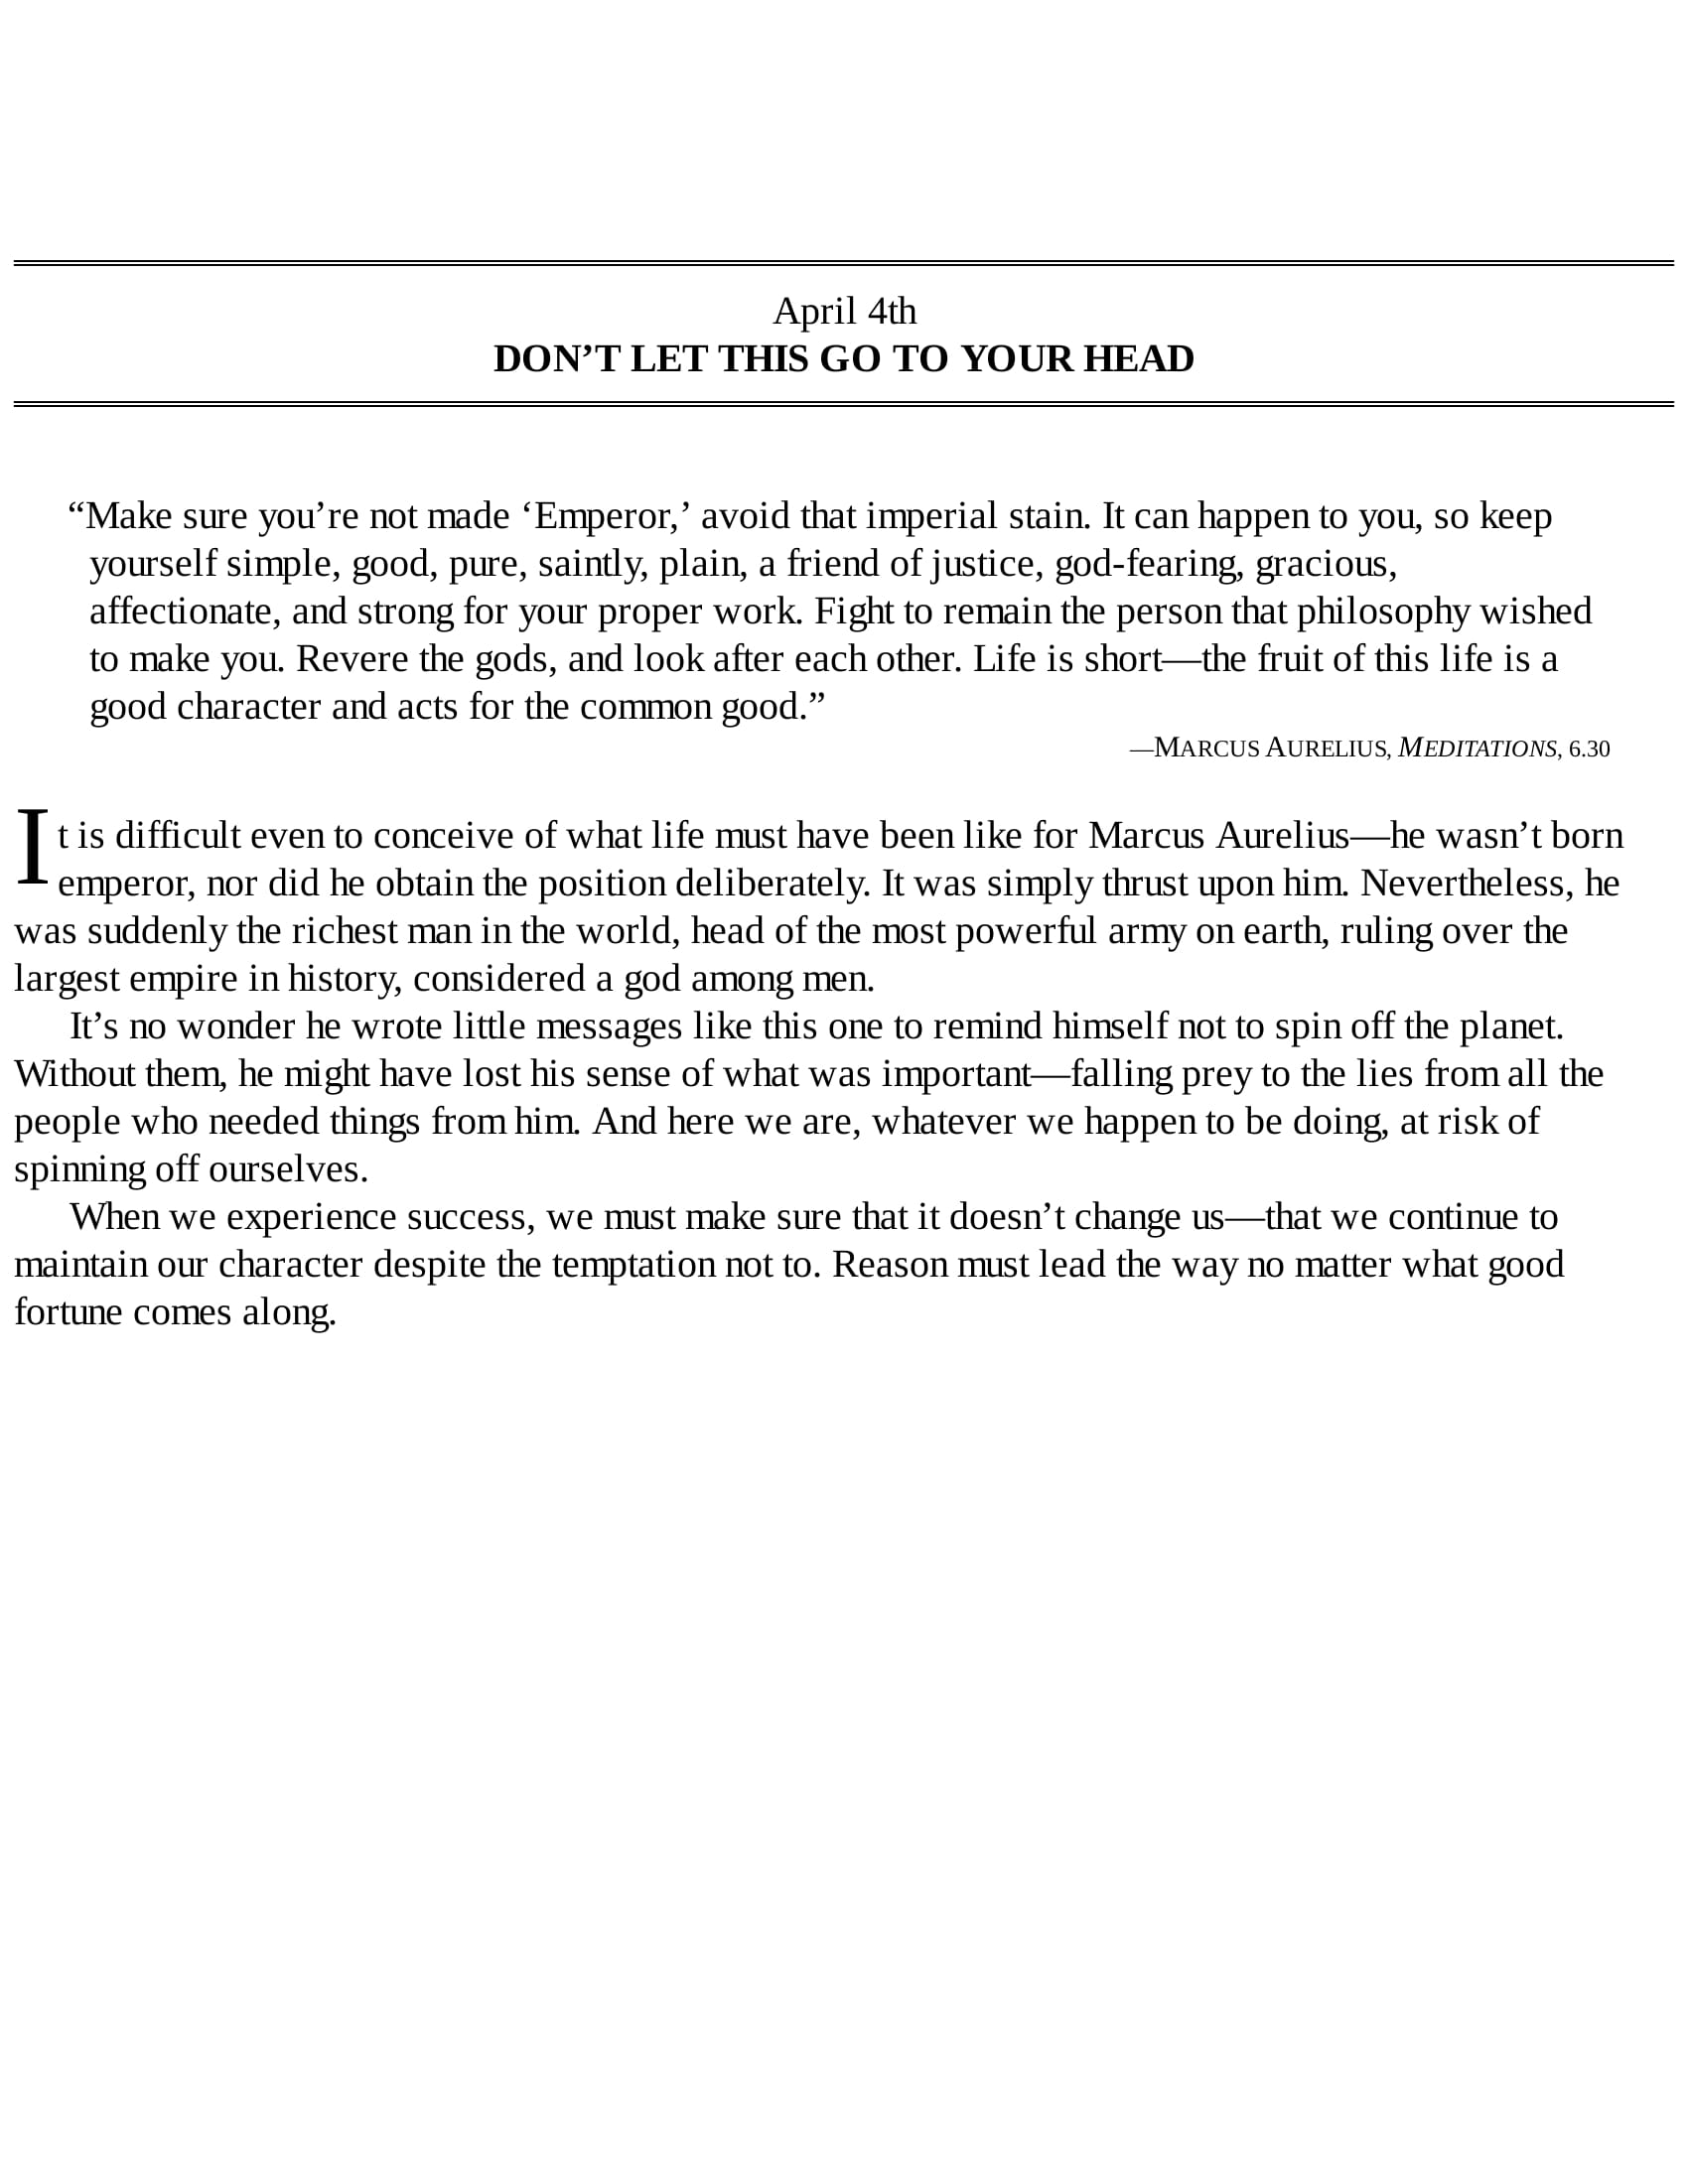 April 4th
DON’T LET THIS GO TO YOUR HEAD
“Make sure you’re not made ‘Emperor,’ avoid that imperial stain. It can happen to you, so keep
yourself simple, good, pure, saintly, plain, a friend of justice, god-fearing, gracious,
affectionate, and strong for your proper work. Fight to remain the person that philosophy wished
to make you. Revere the gods, and look after each other. Life is short—the fruit of this life is a
good character and acts for the common good.”
—MARCUS AURELIUS, MEDITATIONS, 6.30
It is difficult even to conceive of what life must have been like for Marcus Aurelius—he wasn’t born
emperor, nor did he obtain the position deliberately. It was simply thrust upon him. Nevertheless, he
was suddenly the richest man in the world, head of the most powerful army on earth, ruling over the
largest empire in history, considered a god among men.
It’s no wonder he wrote little messages like this one to remind himself not to spin off the planet.
Without them, he might have lost his sense of what was important—falling prey to the lies from all the
people who needed things from him. And here we are, whatever we happen to be doing, at risk of
spinning off ourselves.
When we experience success, we must make sure that it doesn’t change us—that we continue to
maintain our character despite the temptation not to. Reason must lead the way no matter what good
fortune comes along.